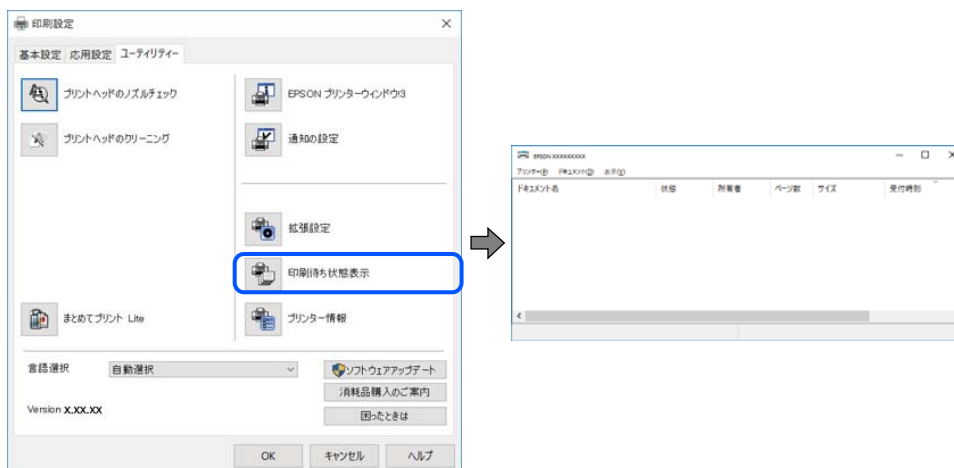 印刷設定
基本設定 応用設定 ユーティリティー
プリントヘッドのノズルチェック
プリントヘッドのクリーニング
まとめてプリント Lite
EPSON プリンターウィンドウ!3
通知の設定
拡張設定
印刷待ち状態表示
プリンター情報
言語選択 自動選択
ソフトウェアアップデート
消耗品購入のご案内
Version X.XX.XX
困ったときは
OK キャンセル ヘルプ
EPSON XXXXXXXXXX
プリンター(P) ドキュメント(D) 表示(V)
ドキュメント名 状態 所有者 ページ数 サイズ 受付時刻